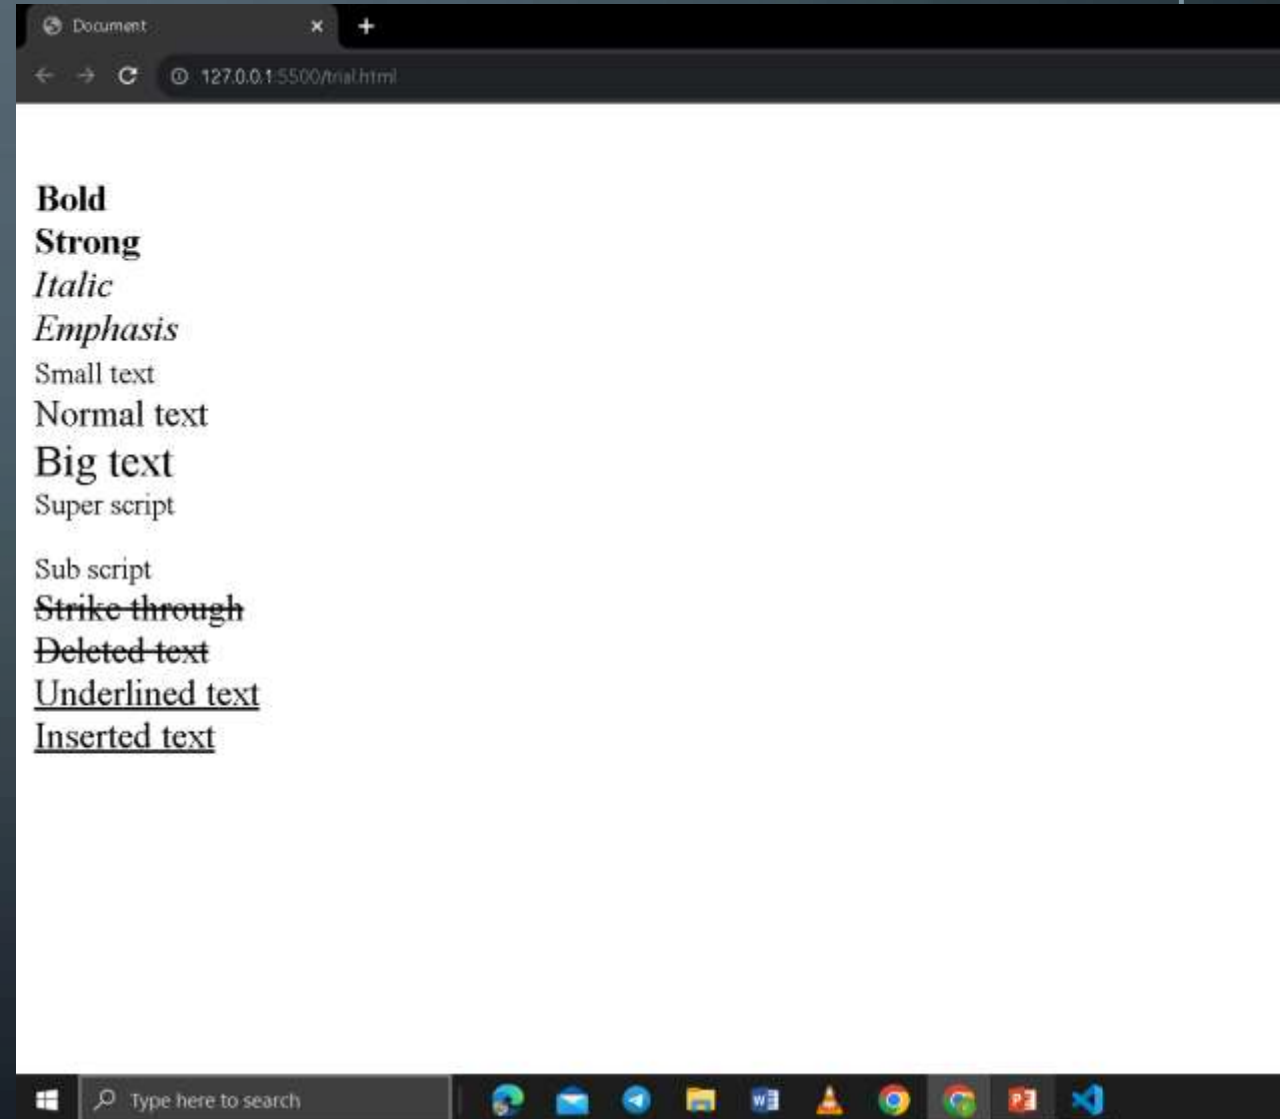 Document
127.0.0.1:5500/trial.html
Bold
Strong
Italic
Emphasis
Small text
Normal text
Big text
Super script
Sub script
Strike through
Deleted text
Underlined text
Inserted text
Type here to search